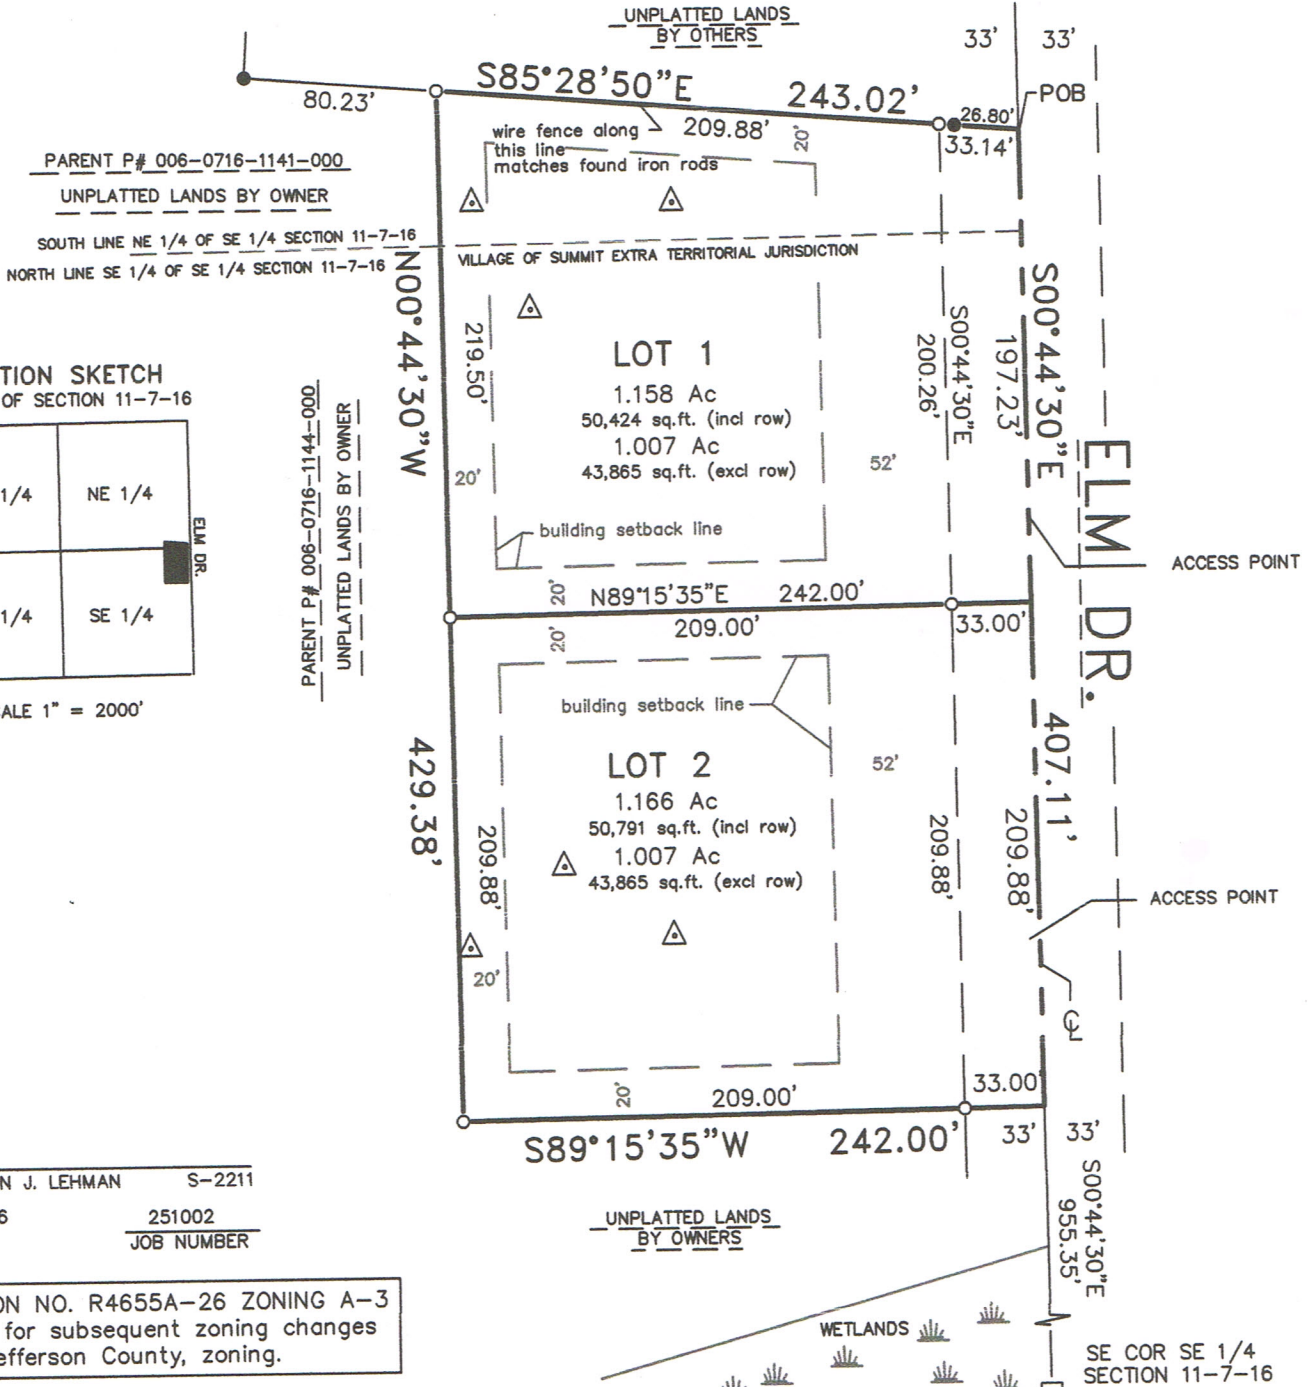 UNPLATTED LANDS
BY OTHERS
33'
33'
S85°28'50"E
243.02'
80.23'
26.80'
POB
wire fence along
this line
matches found iron rods
209.88'
20'
33.14'
PARENT P# 006-0716-1141-000
UNPLATTED LANDS BY OWNER
SOUTH LINE NE 1/4 OF SE 1/4 SECTION 11-7-16
NORTH LINE SE 1/4 OF SE 1/4 SECTION 11-7-16
VILLAGE OF SUMMIT EXTRA TERRITORIAL JURISDICTION
N00°44'30"W
219.50'
LOT 1
1.158 Ac
50,424 sq.ft. (incl row)
1.007 Ac
43,865 sq.ft. (excl row)
S00°44'30"E
200.26'
S00°44'30"E
197.23'
TION SKETCH
OF SECTION 11-7-16
1/4
NE 1/4
ELM DR.
1/4
SE 1/4
ALE 1" = 2000'
PARENT P# 006-0716-1144-000
UNPLATTED LANDS BY OWNER
20'
52'
building setback line
ELM DR.
ACCESS POINT
20'
N89°15'35"E
242.00'
20'
209.00'
33.00'
building setback line
LOT 2
1.166 Ac
50,791 sq.ft. (incl row)
1.007 Ac
43,865 sq.ft. (excl row)
52'
429.38'
209.88'
209.88'
407.11'
209.88'
ACCESS POINT
20'
CL
20'
209.00'
33.00'
S89°15'35"W
242.00'
33'
33'
N J. LEHMAN
S-2211
6
251002
JOB NUMBER
UNPLATTED LANDS
BY OWNERS
S00°44'30"E
955.35'
ON NO. R4655A-26 ZONING A-3
for subsequent zoning changes
efferson County, zoning.
WETLANDS
SE COR SE 1/4
SECTION 11-7-16